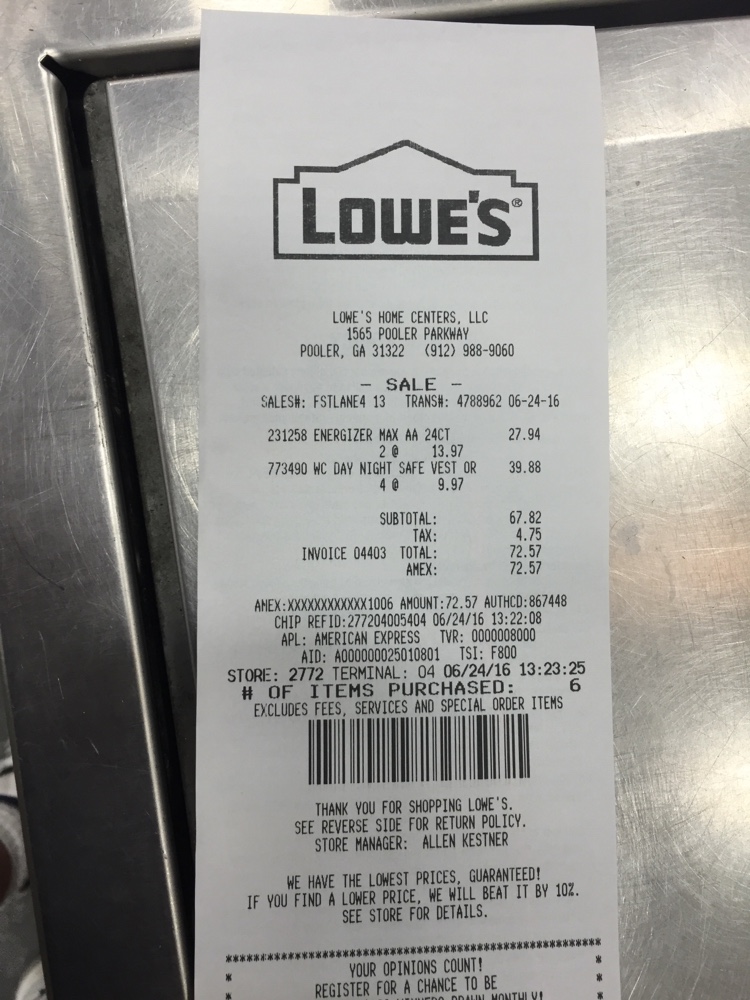 LOWE'S®
LOWE'S HOME CENTERS, LLC
1565 POOLER PARKWAY
POOLER, GA 31322 (912) 988-9060
- SALE -
SALES#: FSTLANE4 13 TRANS#: 4788962 06-24-16
231258 ENERGIZER MAX AA 24CT 27.94
2 @ 13.97
773490 WC DAY NIGHT SAFE VEST OR 39.88
4 @ 9.97
SUBTOTAL: 67.82
TAX: 4.75
INVOICE 04403 TOTAL: 72.57
AMEX: 72.57
AMEX:XXXXXXXXXXXX1006 AMOUNT:72.57 AUTHCD:867448
CHIP REFID:277204005404 06/24/16 13:22:08
APL: AMERICAN EXPRESS TVR: 0000008000
AID: A000000025010801 TSI: F800
STORE: 2772 TERMINAL: 04 06/24/16 13:23:25
# OF ITEMS PURCHASED: 6
EXCLUDES FEES, SERVICES AND SPECIAL ORDER ITEMS
THANK YOU FOR SHOPPING LOWE'S.
SEE REVERSE SIDE FOR RETURN POLICY.
STORE MANAGER: ALLEN KESTNER
WE HAVE THE LOWEST PRICES, GUARANTEED!
IF YOU FIND A LOWER PRICE, WE WILL BEAT IT BY 10%.
SEE STORE FOR DETAILS.
*******************************************************
* YOUR OPINIONS COUNT! *
* REGISTER FOR A CHANCE TO BE *
WINNERS DRAWN MONTHLY!